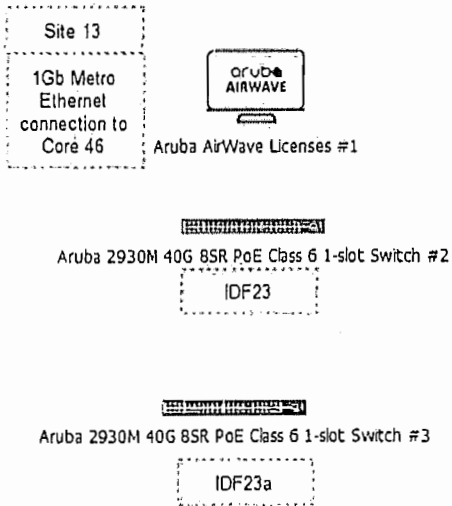 Site 13
1Gb Metro
Ethernet
connection to
Core 46
aruba
AIRWAVE
Aruba AirWave Licenses #1
Aruba 2930M 40G 8SR PoE Class 6 1-slot Switch #2
IDF23
Aruba 2930M 40G 8SR PoE Class 6 1-slot Switch #3
IDF23a